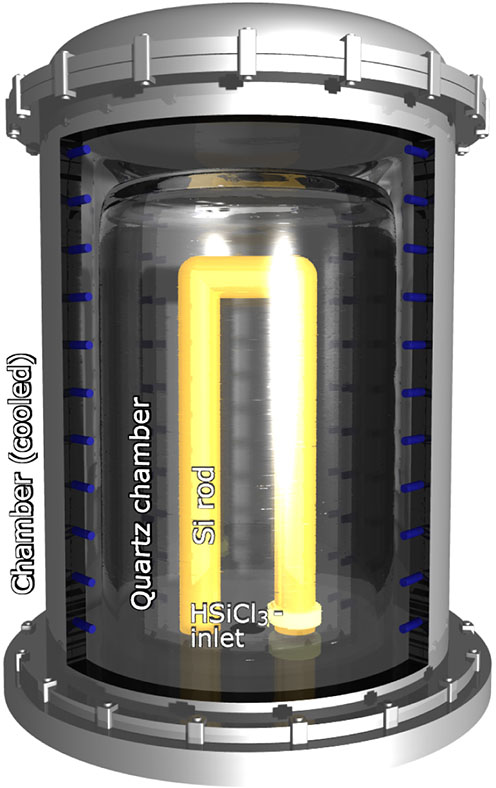 Chamber (cooled)
Quartz chamber
Si rod
HSiCl₃-
inlet